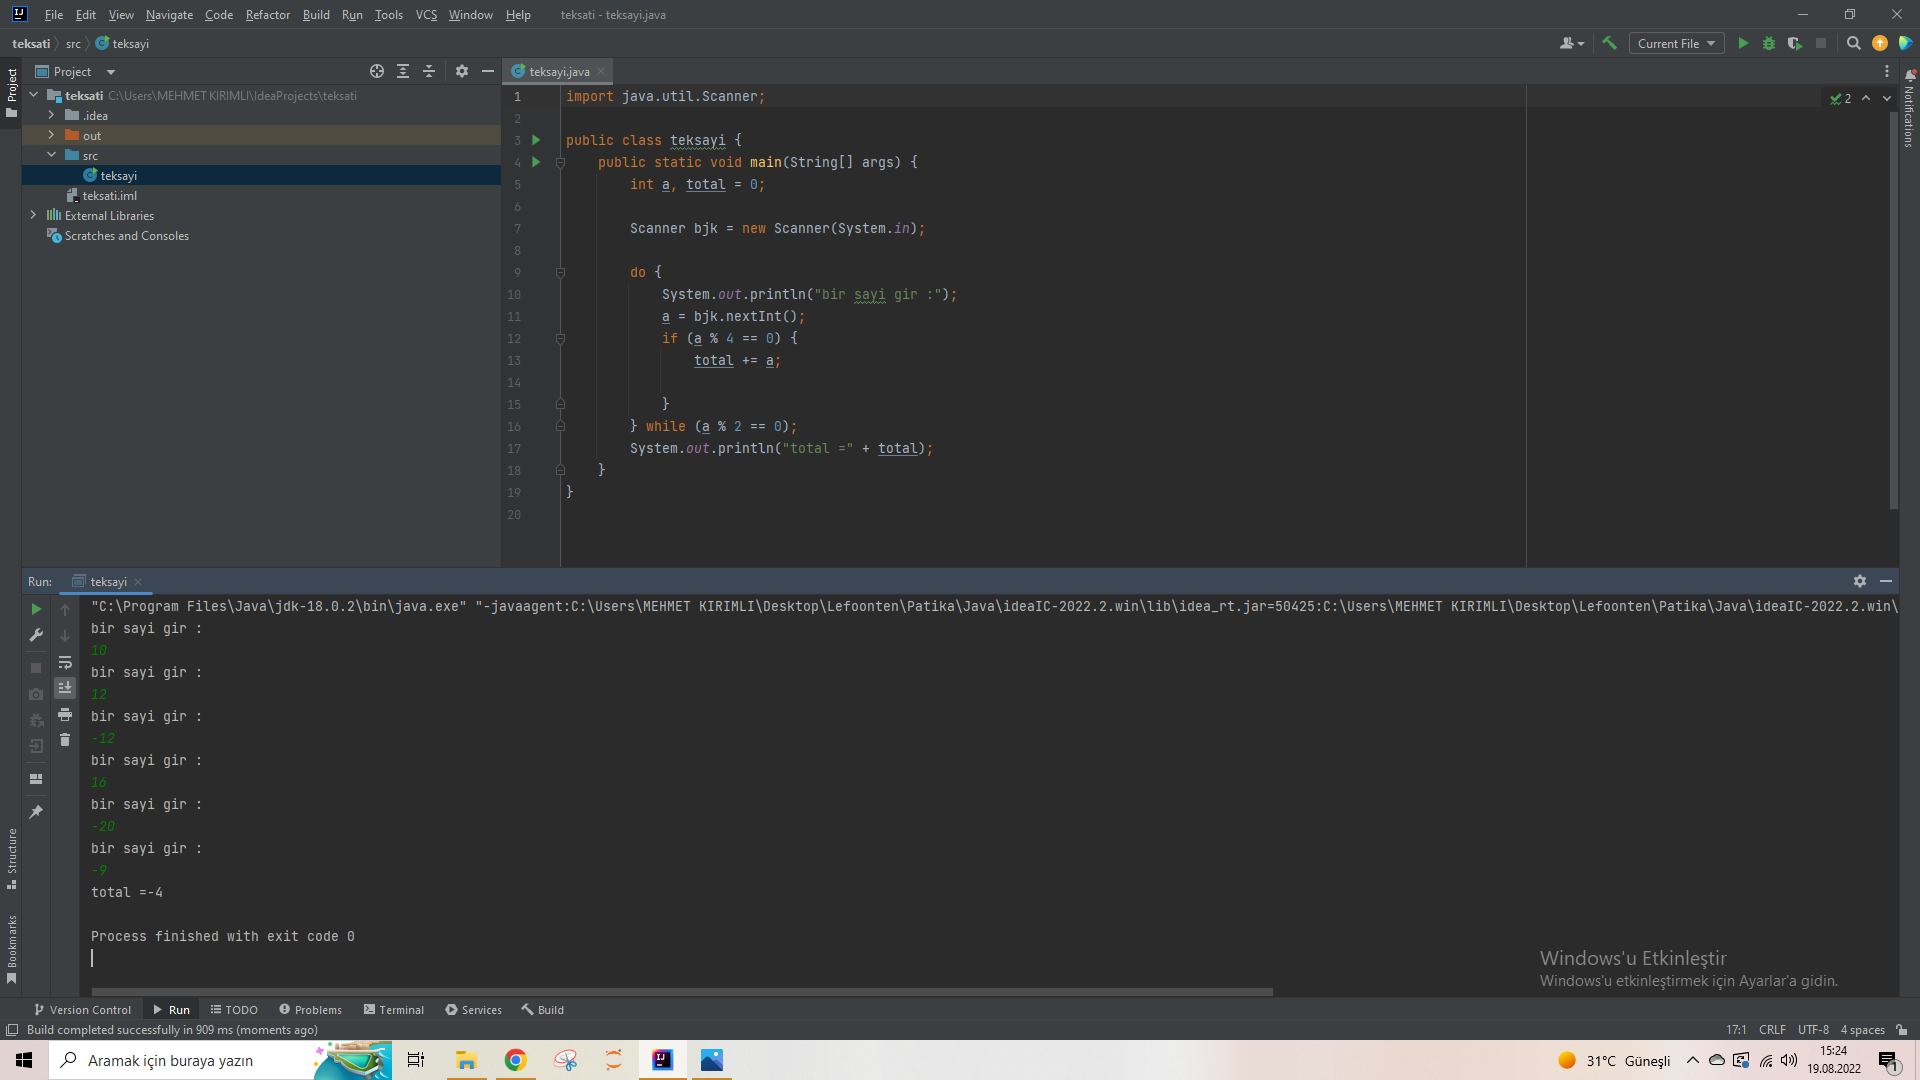 File Edit View Navigate Code Refactor Build Run Tools VCS Window Help teksati - teksayi.java
teksati src teksayi
Current File
Project
Project
teksayi.java
teksati C:\Users\MEHMET KIRIMLI\IdeaProjects\teksati
.idea
out
src
teksayi
teksati.iml
External Libraries
Scratches and Consoles
1 import java.util.Scanner;
2
3 public class teksayi {
4 public static void main(String[] args) {
5 int a, total = 0;
6
7 Scanner bjk = new Scanner(System.in);
8
9 do {
10 System.out.println("bir sayi gir :");
11 a = bjk.nextInt();
12 if (a % 4 == 0) {
13 total += a;
14
15 }
16 } while (a % 2 == 0);
17 System.out.println("total =" + total);
18 }
19 }
20
2
Notifications
Run: teksayi
"C:\Program Files\Java\jdk-18.0.2\bin\java.exe" "-javaagent:C:\Users\MEHMET KIRIMLI\Desktop\Lefoonten\Patika\Java\ideaIC-2022.2.win\lib\idea_rt.jar=50425:C:\Users\MEHMET KIRIMLI\Desktop\Lefoonten\Patika\Java\ideaIC-2022.2.win\
bir sayi gir :
10
bir sayi gir :
12
bir sayi gir :
-12
bir sayi gir :
16
bir sayi gir :
-20
bir sayi gir :
-9
total =-4
Process finished with exit code 0
Structure
Bookmarks
Windows'u Etkinleştir
Windows'u etkinleştirmek için Ayarlar'a gidin.
Version Control Run TODO Problems Terminal Services Build
Build completed successfully in 909 ms (moments ago)
17:1 CRLF UTF-8 4 spaces
Aramak için buraya yazın
31°C Güneşli
15:24
19.08.2022
1